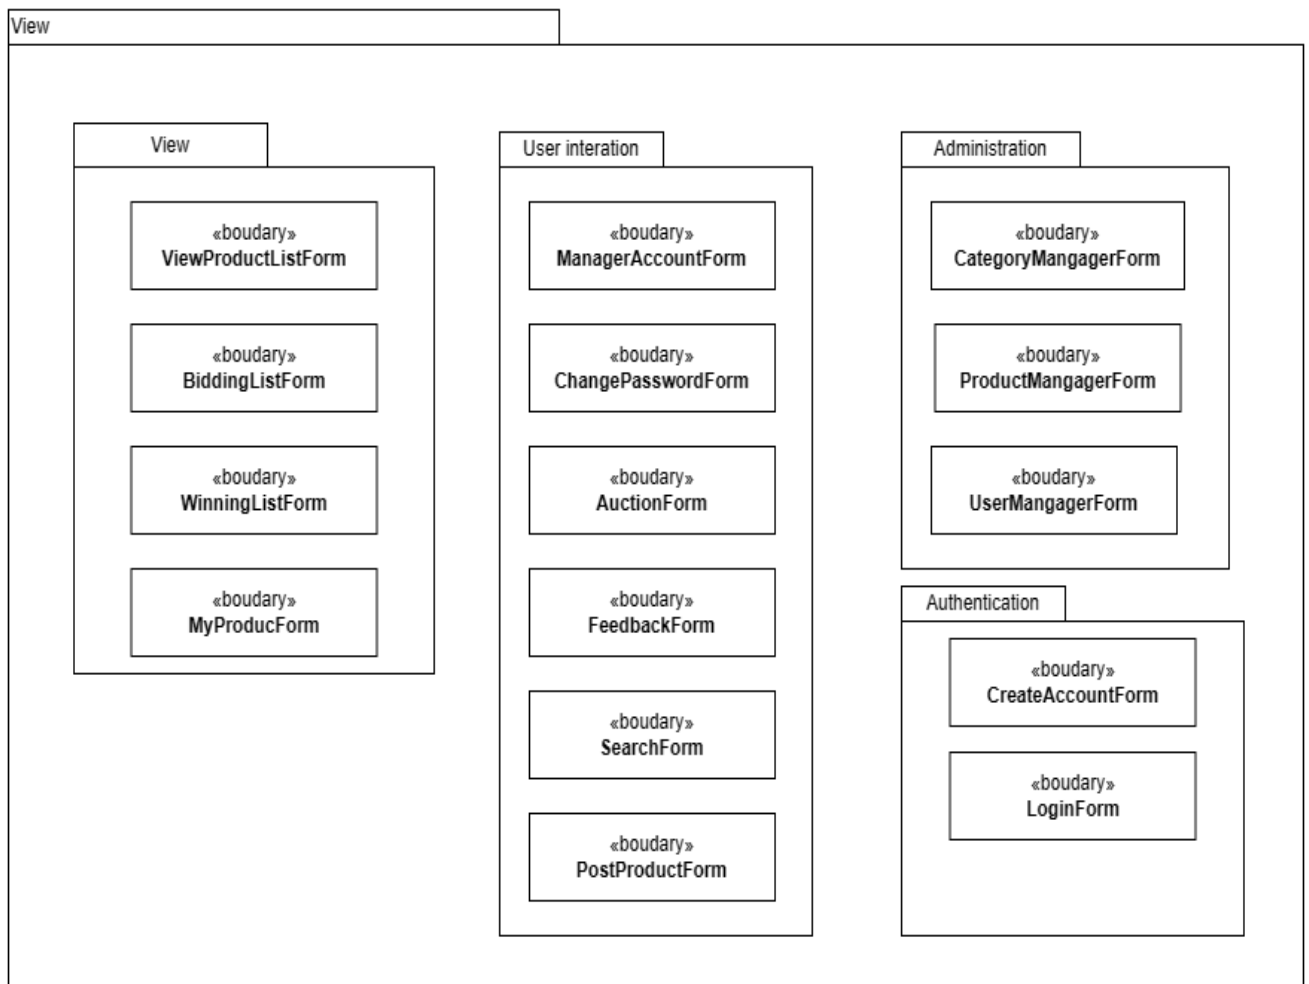 View
View
«boudary»
ViewProductListForm
«boudary»
BiddingListForm
«boudary»
WinningListForm
«boudary»
MyProducForm
User interation
«boudary»
ManagerAccountForm
«boudary»
ChangePasswordForm
«boudary»
AuctionForm
«boudary»
FeedbackForm
«boudary»
SearchForm
«boudary»
PostProductForm
Administration
«boudary»
CategoryMangagerForm
«boudary»
ProductMangagerForm
«boudary»
UserMangagerForm
Authentication
«boudary»
CreateAccountForm
«boudary»
LoginForm